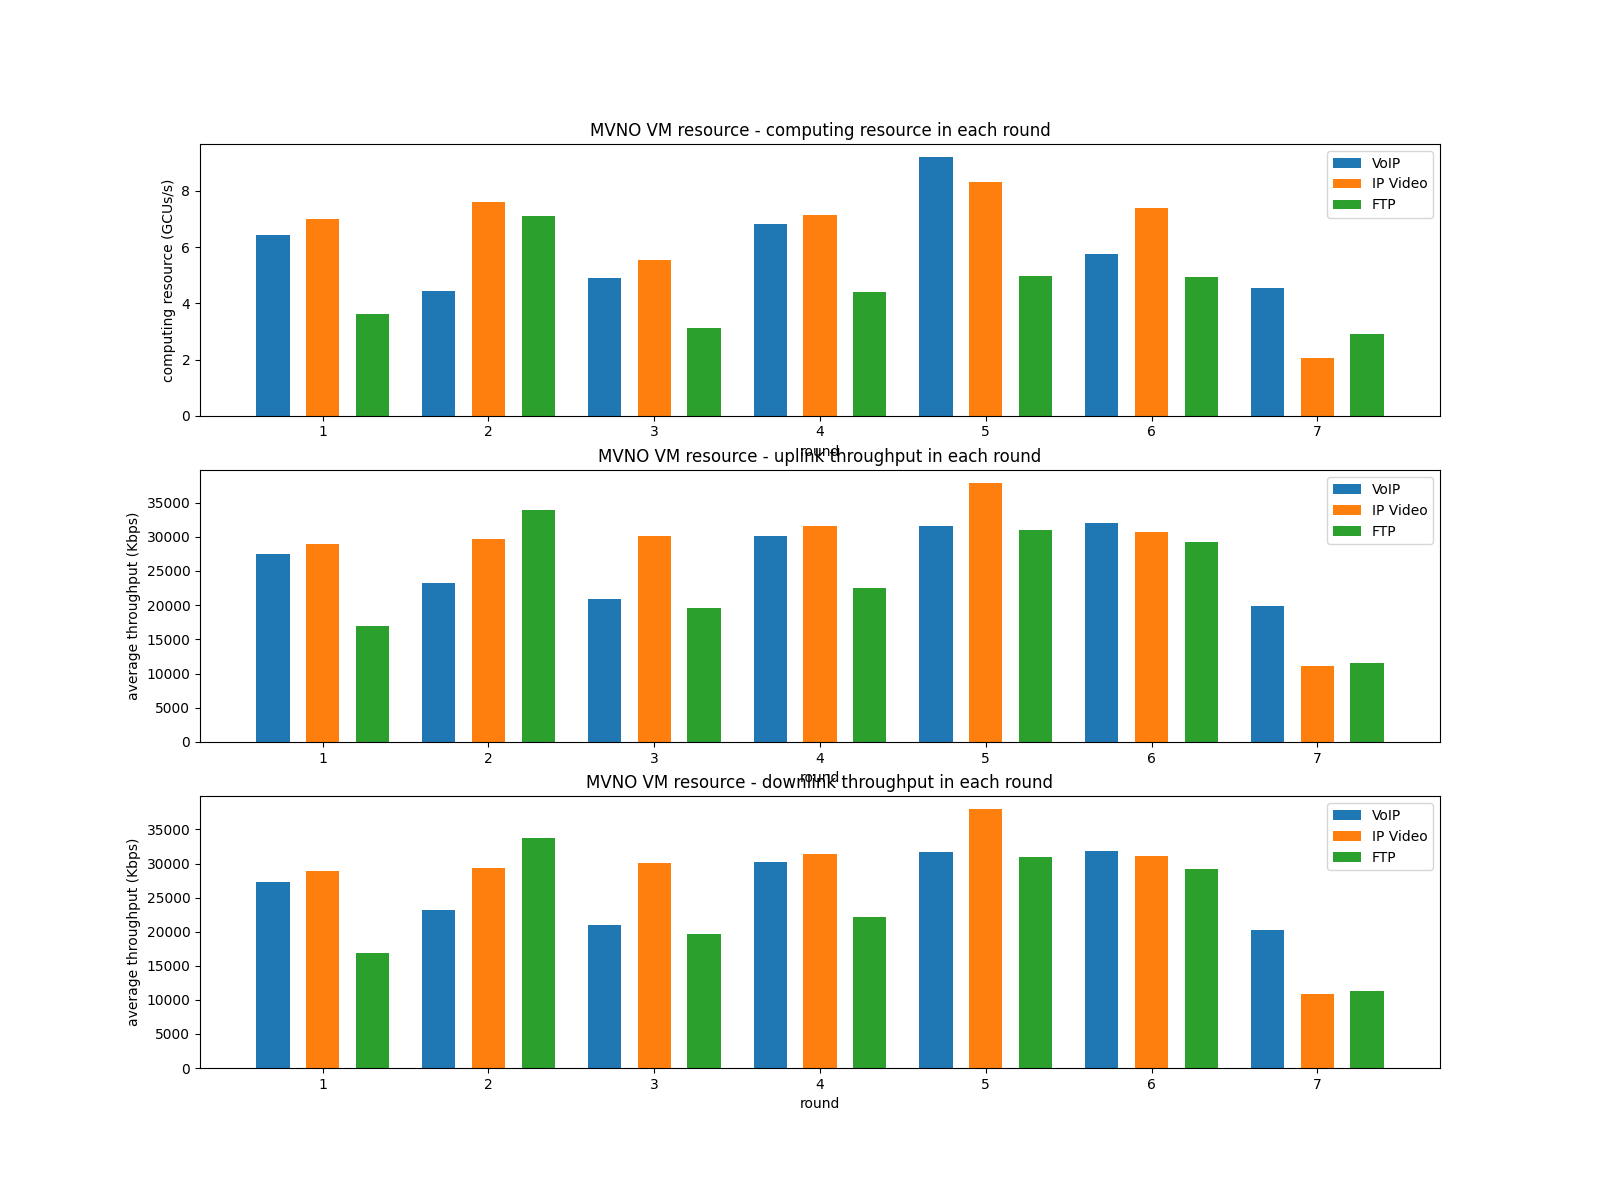 MVNO VM resource - computing resource in each round
computing resource (GCUs/s)
8
6
4
2
0
VoIP
IP Video
FTP
1 2 3 4 5 6 7
round
MVNO VM resource - uplink throughput in each round
average throughput (Kbps)
35000
30000
25000
20000
15000
10000
5000
0
VoIP
IP Video
FTP
1 2 3 4 5 6 7
round
MVNO VM resource - downlink throughput in each round
average throughput (Kbps)
35000
30000
25000
20000
15000
10000
5000
0
VoIP
IP Video
FTP
1 2 3 4 5 6 7
round